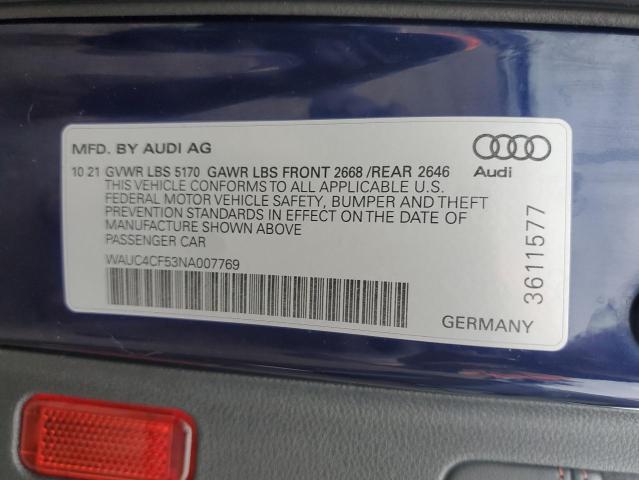 MFD. BY AUDI AG
10 21 GVWR LBS 5170 GAWR LBS FRONT 2668 /REAR 2646
THIS VEHICLE CONFORMS TO ALL APPLICABLE U.S.
FEDERAL MOTOR VEHICLE SAFETY, BUMPER AND THEFT
PREVENTION STANDARDS IN EFFECT ON THE DATE OF
MANUFACTURE SHOWN ABOVE
PASSENGER CAR
WAUC4CF53NA007769
Audi
3611577
GERMANY